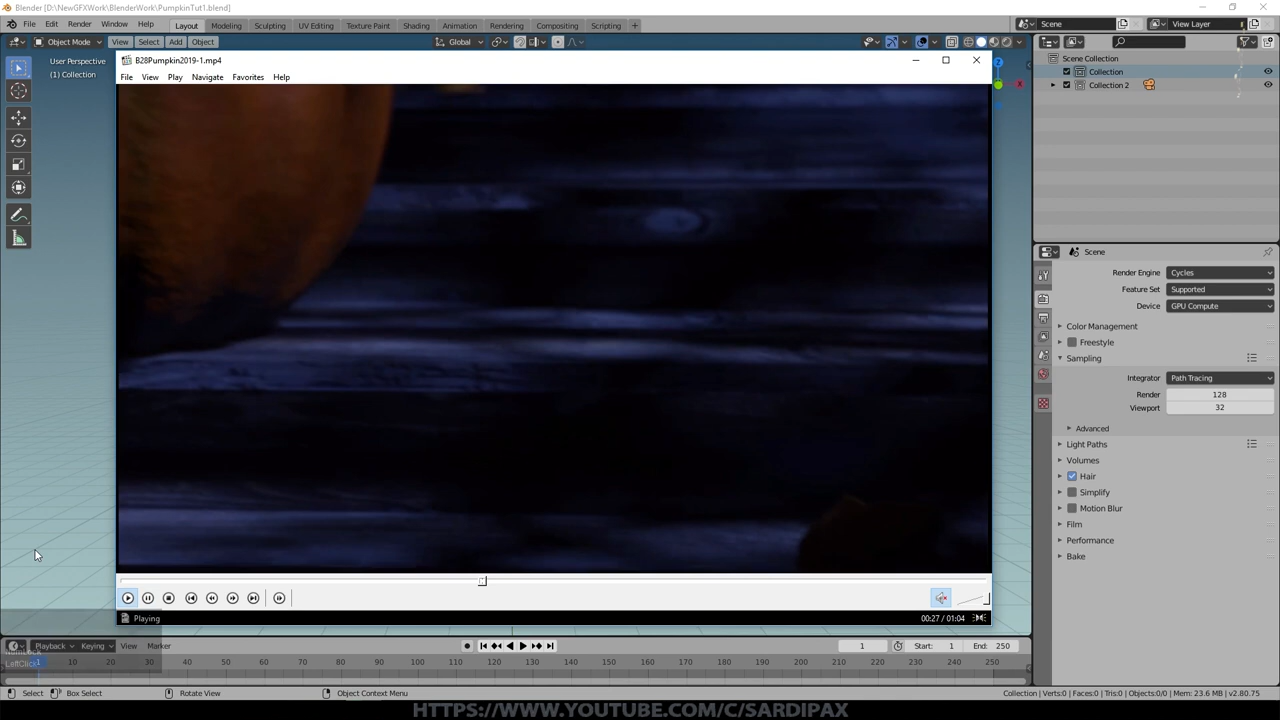 Blender [D:\NewGFXWork\BlenderWork\PumpkinTut1.blend]
File Edit Render Window Help Layout Modeling Sculpting UV Editing Texture Paint Shading Animation Rendering Compositing Scripting + Scene View Layer
Object Mode View Select Add Object Global
User Perspective
(1) Collection
B28Pumpkin2019-1.mp4
File View Play Navigate Favorites Help
Playing 00:27 / 01:04
Scene Collection
Collection
Collection 2
Scene
Render Engine Cycles
Feature Set Supported
Device GPU Compute
Color Management
Freestyle
Sampling
Integrator Path Tracing
Render 128
Viewport 32
Advanced
Light Paths
Volumes
Hair
Simplify
Motion Blur
Film
Performance
Bake
Playback Keying View Marker 1 Start: 1 End: 250
LeftClick
1 10 20 30 40 50 60 70 80 90 100 110 120 130 140 150 160 170 180 190 200 210 220 230 240 250
Select Box Select Rotate View Object Context Menu Collection | Verts:0 | Faces:0 | Tris:0 | Objects:0/0 | Mem: 23.6 MB | v2.80.75
HTTPS://WWW.YOUTUBE.COM/C/SARDIPAX